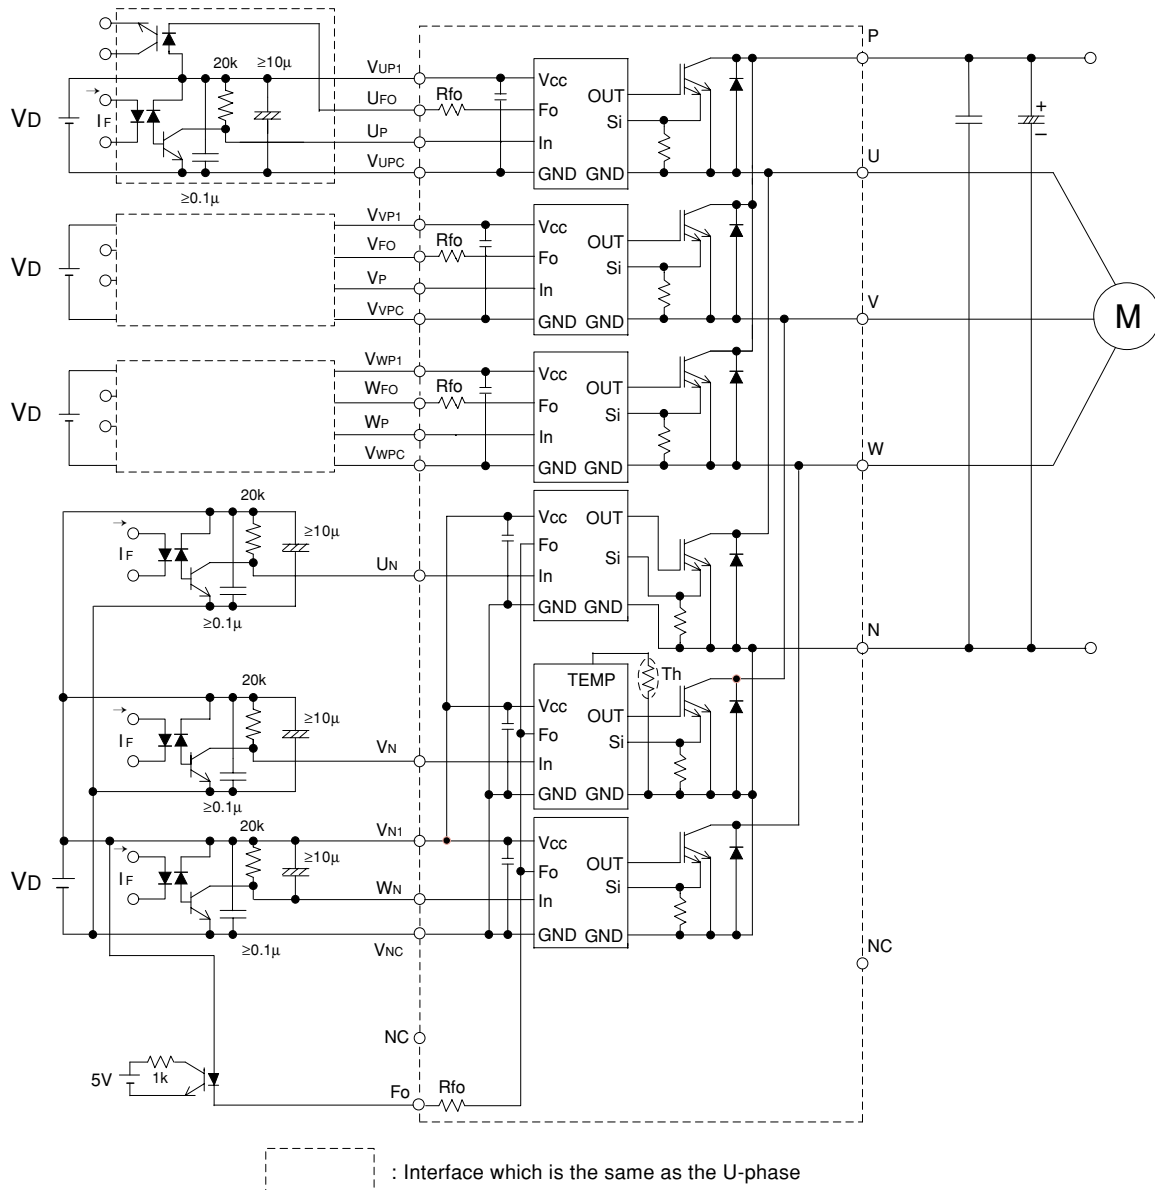 P
20k
≥10µ
VUP1
Vcc
UFO
Rfo
OUT
VD
IF
Fo
Si
+
−
UP
In
U
VUPC
GND GND
≥0.1µ
VVP1
Vcc
VFO
Rfo
OUT
VD
Fo
Si
VP
In
V
VVPC
GND GND
M
VWP1
Vcc
WFO
Rfo
OUT
VD
Fo
Si
WP
In
W
VWPC
GND GND
20k
≥10µ
Vcc
OUT
IF
Fo
Si
UN
In
GND GND
≥0.1µ
N
TEMP
Th
20k
≥10µ
Vcc
OUT
IF
Fo
Si
VN
In
GND GND
≥0.1µ
20k
VN1
Vcc
≥10µ
OUT
VD
IF
Fo
Si
WN
In
GND GND
≥0.1µ
VNC
NC
NC
5V
1k
Fo
Rfo
: Interface which is the same as the U-phase